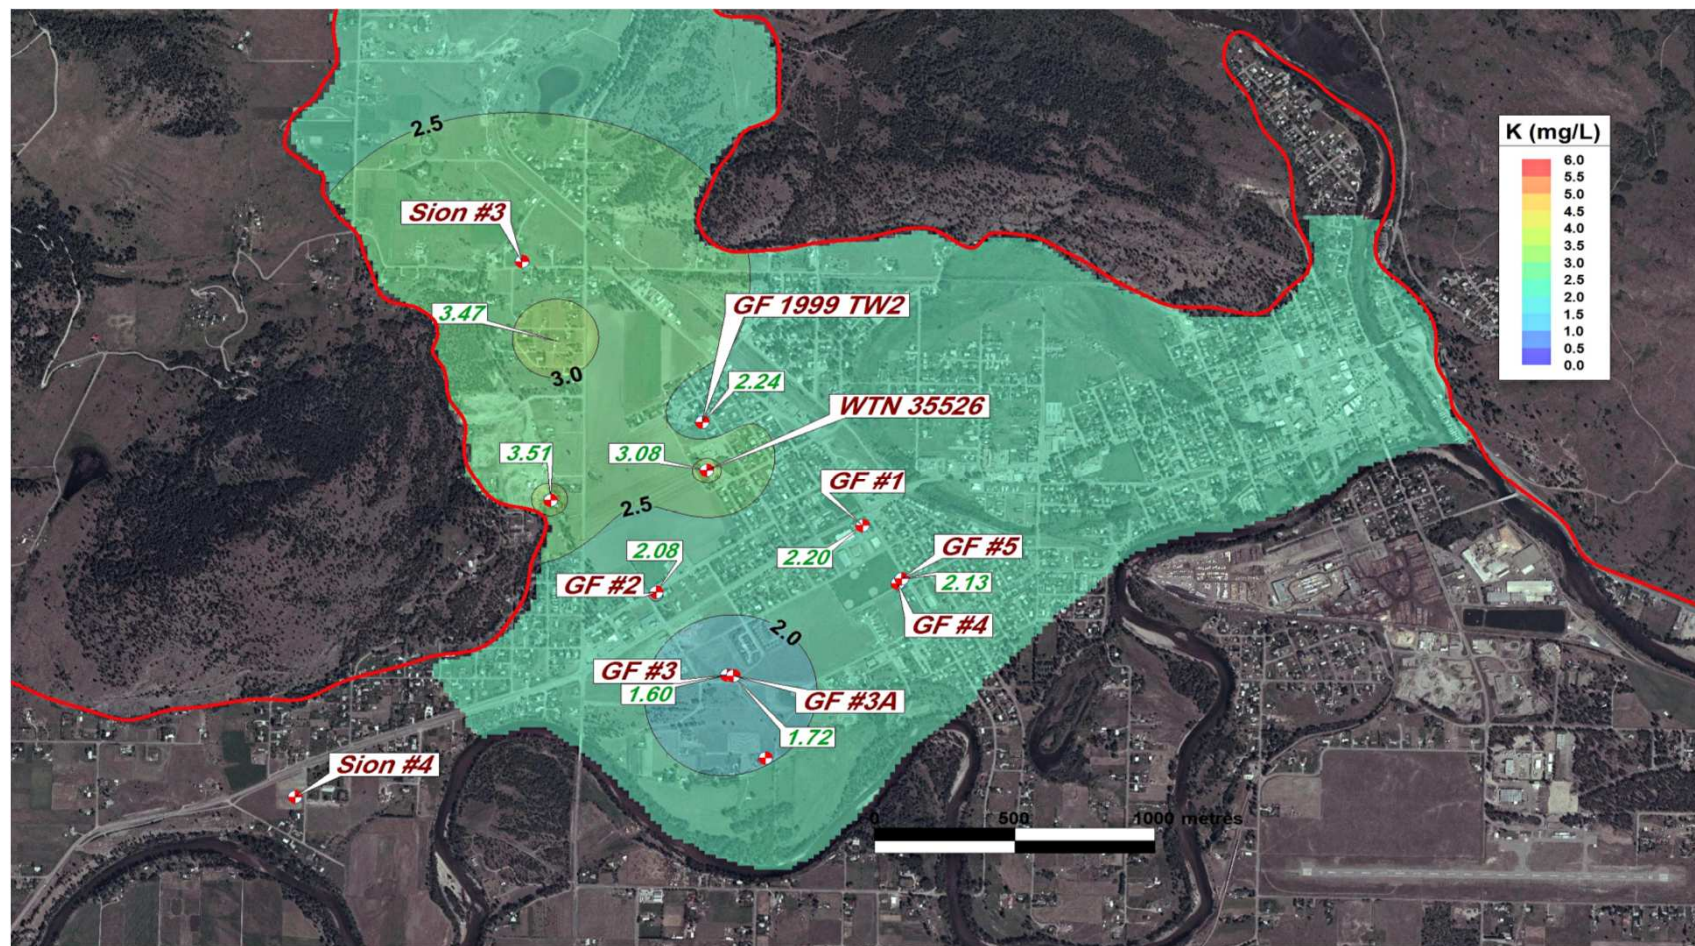 2.5
K (mg/L)
6.0
5.5
5.0
4.5
4.0
3.5
3.0
2.5
2.0
1.5
1.0
0.5
0.0
Sion #3
GF 1999 TW2
3.47
3.0
2.24
WTN 35526
3.51
3.08
GF #1
2.5
2.08
2.20
GF #5
GF #2
2.13
GF #4
2.0
GF #3
1.60
GF #3A
1.72
Sion #4
0 500 1000 metres